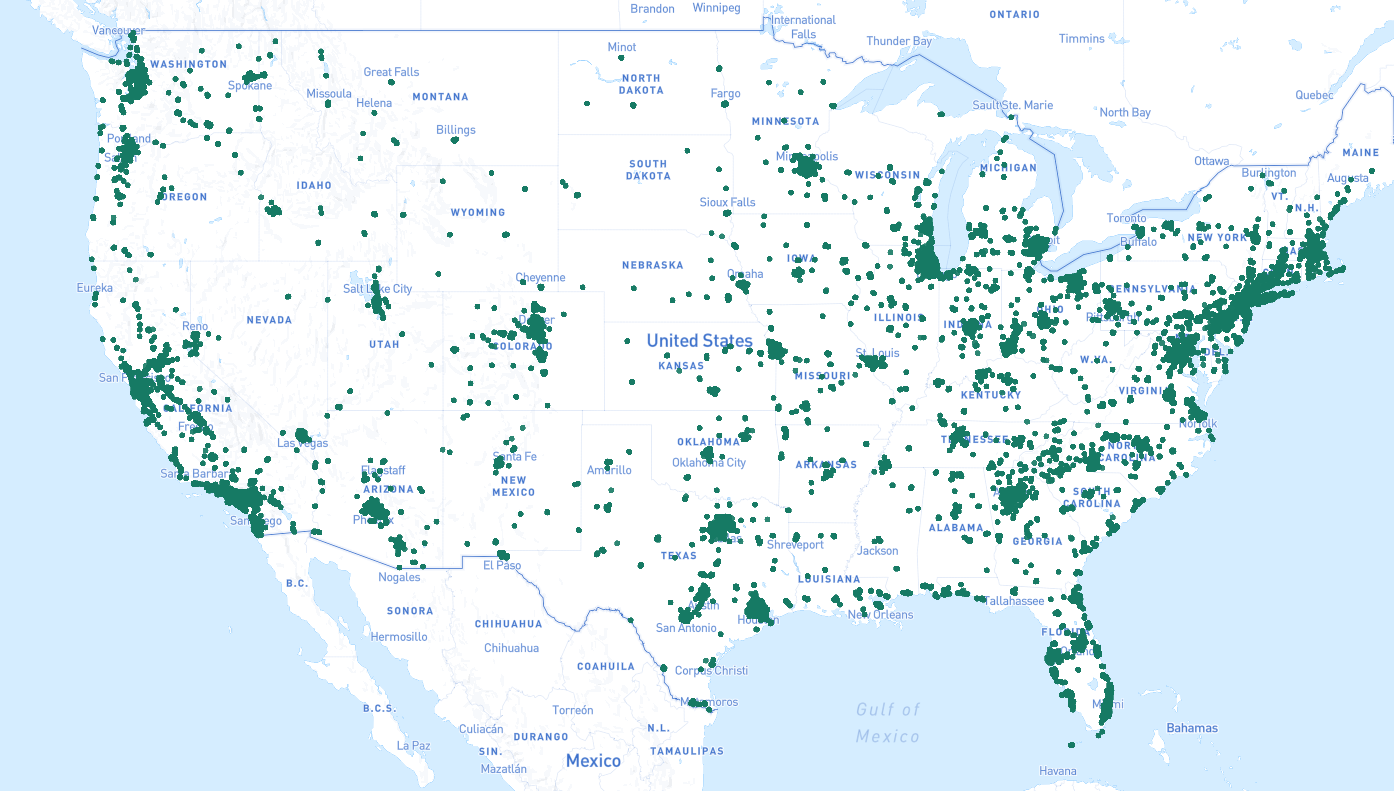 Brandon
Winnipeg
International
Falls
ONTARIO
Vancouver
Thunder Bay
Timmins
Minot
WASHINGTON
Great Falls
NORTH
DAKOTA
Spokane
Missoula
Helena
MONTANA
Fargo
Sault Ste. Marie
Quebec
North Bay
MINNESOTA
Billings
Portland
Salem
Minneapolis
SOUTH
DAKOTA
WISCONSIN
MICHIGAN
Ottawa
MAINE
Burlington
Augusta
OREGON
IDAHO
WYOMING
Sioux Falls
VT.
N.H.
Toronto
Buffalo
NEW YORK
NEBRASKA
IOWA
Omaha
Eureka
Salt Lake City
Cheyenne
PENNSYLVANIA
Pittsburgh
NEVADA
Reno
UTAH
Denver
COLORADO
United States
KANSAS
ILLINOIS
INDIANA
OHIO
St. Louis
MISSOURI
W.VA.
DEL.
San Francisco
CALIFORNIA
Fresno
KENTUCKY
VIRGINIA
Norfolk
Las Vegas
OKLAHOMA
Oklahoma City
TENNESSEE
NORTH
CAROLINA
Santa Barbara
Flagstaff
ARIZONA
Santa Fe
NEW
MEXICO
Amarillo
ARKANSAS
SOUTH
CAROLINA
San Diego
Phoenix
Dallas
Shreveport
ALABAMA
GEORGIA
Jackson
TEXAS
El Paso
Nogales
B.C.
LOUISIANA
SONORA
Austin
Houston
New Orleans
Tallahassee
CHIHUAHUA
San Antonio
Hermosillo
Chihuahua
FLORIDA
Orlando
COAHUILA
Corpus Christi
B.C.S.
Torreón
Matamoros
Gulf of
Mexico
Miami
Bahamas
Culiacán
DURANGO
N.L.
La Paz
SIN.
Mexico
TAMAULIPAS
Mazatlán
Havana